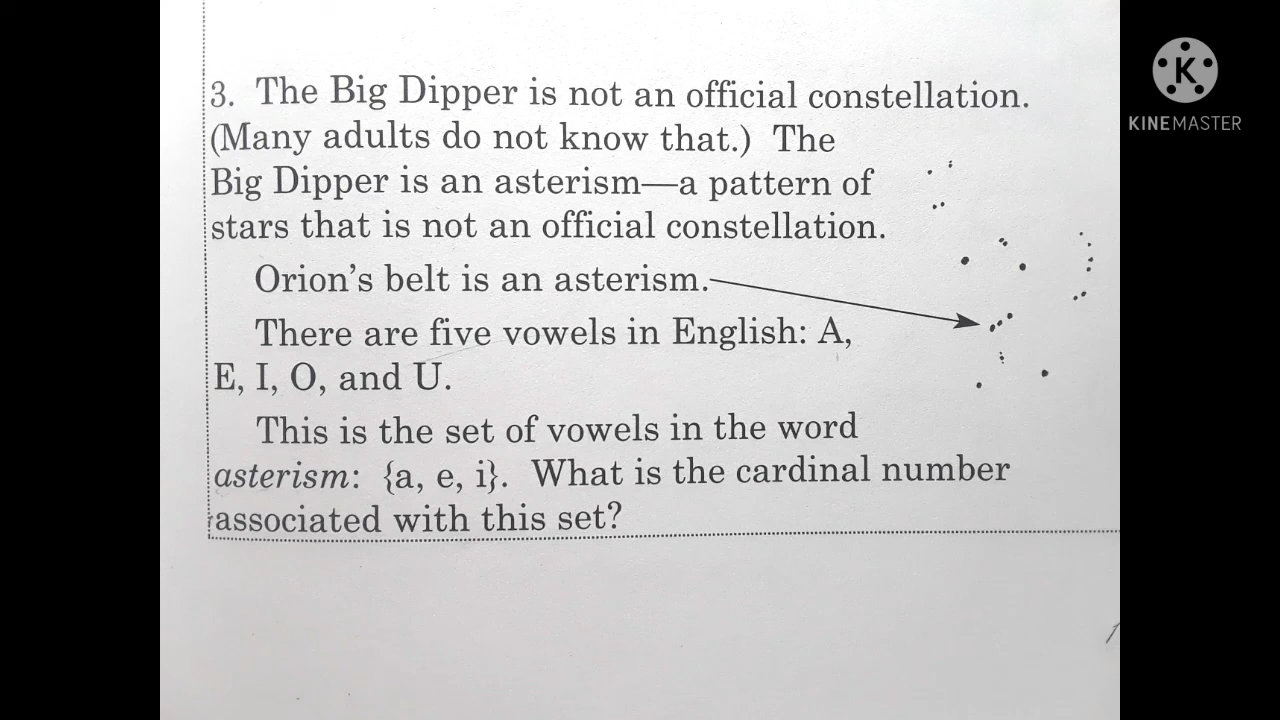 3. The Big Dipper is not an official constellation.
(Many adults do not know that.) The
Big Dipper is an asterism—a pattern of
stars that is not an official constellation.
Orion's belt is an asterism.
There are five vowels in English: A,
E, I, O, and U.
This is the set of vowels in the word
asterism: {a, e, i}. What is the cardinal number
associated with this set?
K
KINEMASTER